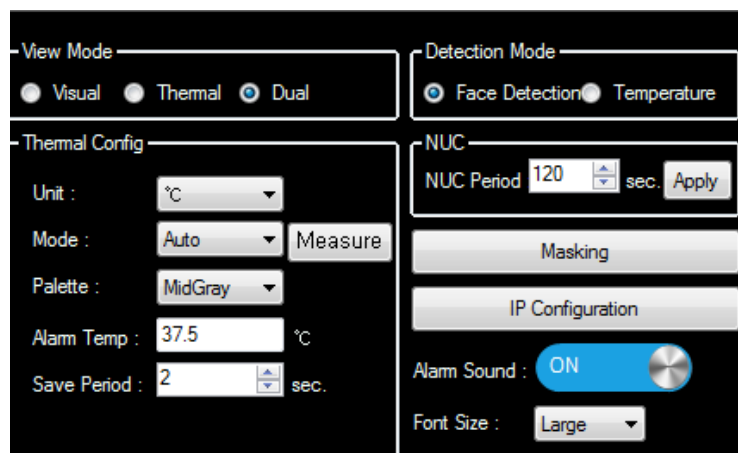 View Mode
Visual Thermal Dual
Thermal Config
Unit : °C
Mode : Auto Measure
Palette : MidGray
Alarm Temp : 37.5 °C
Save Period : 2 sec.
Detection Mode
Face Detection Temperature
NUC
NUC Period 120 sec. Apply
Masking
IP Configuration
Alarm Sound : ON
Font Size : Large